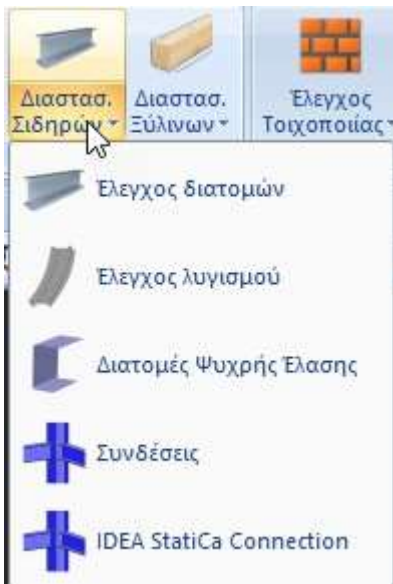 Διαστασ. Διαστασ. Έλεγχος
Σιδηρών Ξύλινων Τοιχοποιίας
Έλεγχος διατομών
Έλεγχος λυγισμού
Διατομές Ψυχρής Έλασης
Συνδέσεις
IDEA StatiCa Connection